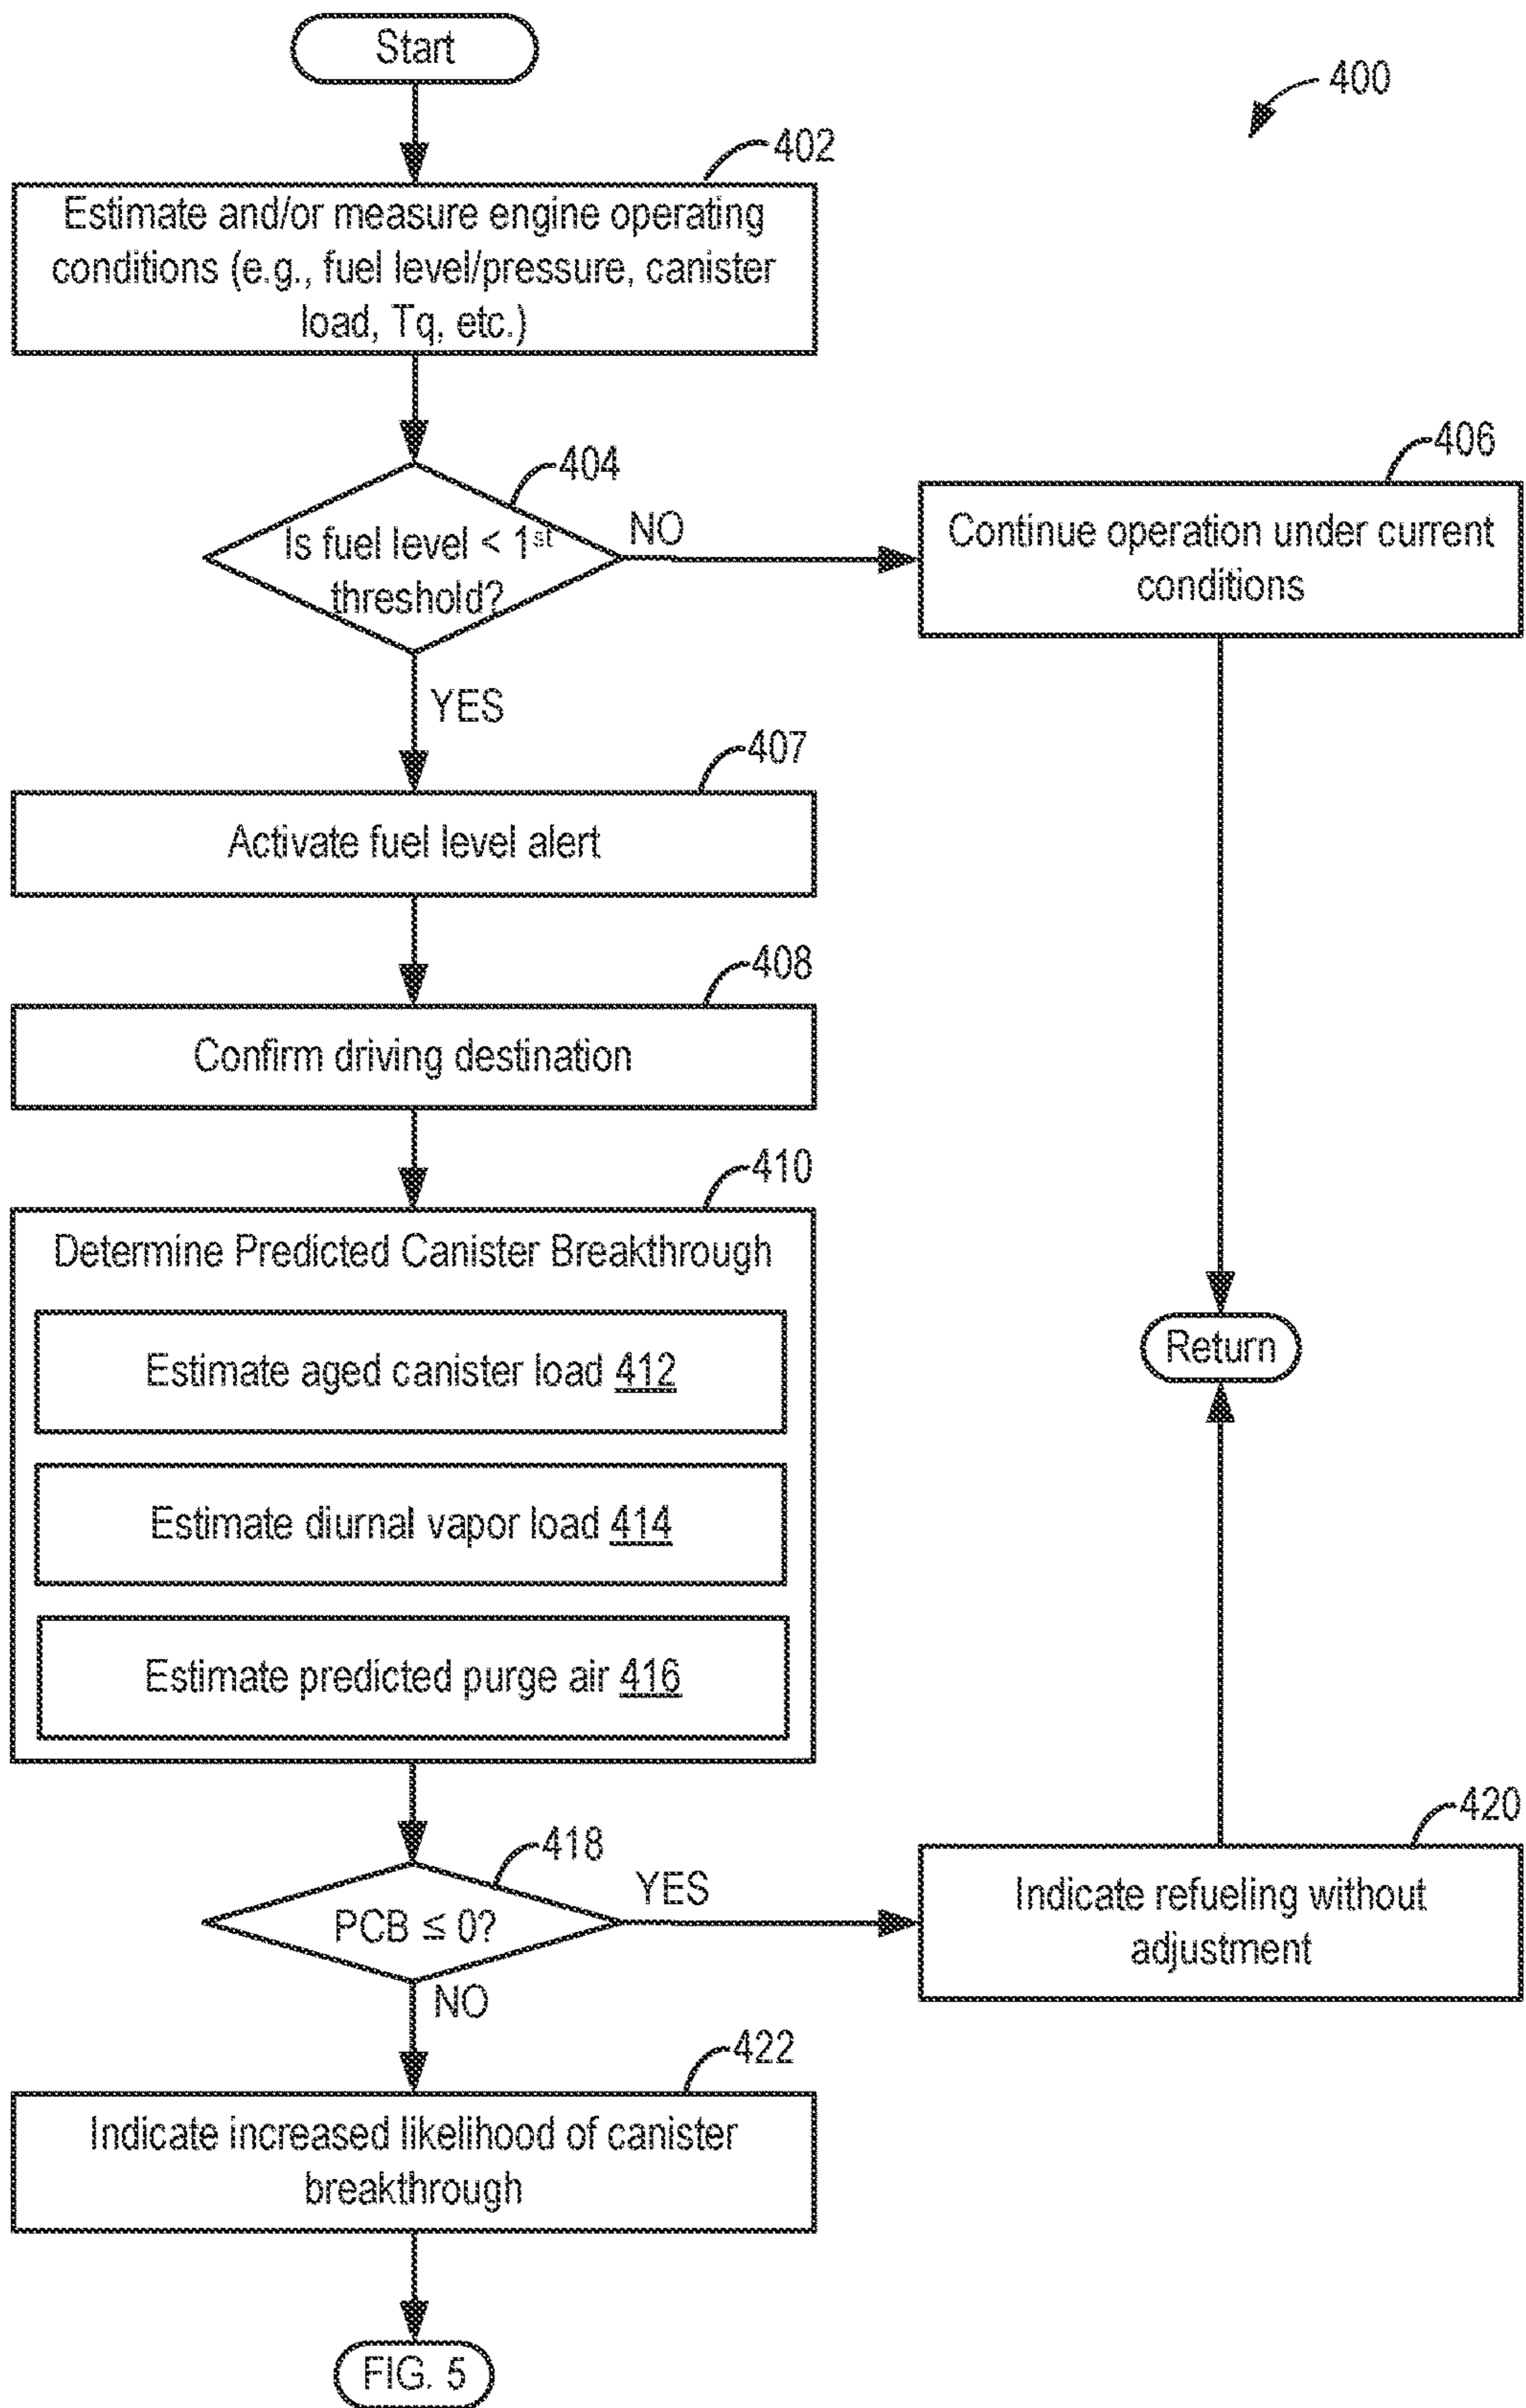 Start
400
402
Estimate and/or measure engine operating
conditions (e.g., fuel level/pressure, canister
load, Tq, etc.)
404
Is fuel level < 1st
threshold?
NO
406
Continue operation under current
conditions
YES
407
Activate fuel level alert
408
Confirm driving destination
410
Determine Predicted Canister Breakthrough
Estimate aged canister load 412
Estimate diurnal vapor load 414
Estimate predicted purge air 416
Return
418
PCB ≤ 0?
YES
420
Indicate refueling without
adjustment
NO
422
Indicate increased likelihood of canister
breakthrough
FIG. 5